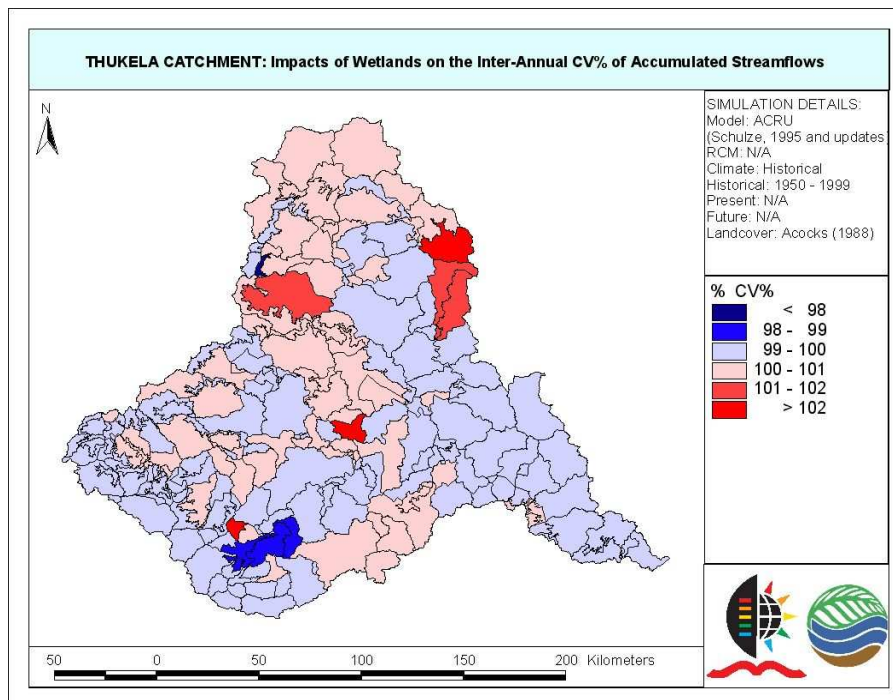 THUKELA CATCHMENT: Impacts of Wetlands on the Inter-Annual CV% of Accumulated Streamflows
N
SIMULATION DETAILS:
Model: ACRU
(Schulze, 1995 and updates
RCM: N/A
Climate: Historical
Historical: 1950 - 1999
Present: N/A
Future: N/A
Landcover: Acocks (1988)
% CV%
< 98
98 - 99
99 - 100
100 - 101
101 - 102
> 102
50 0 50 100 150 200 Kilometers